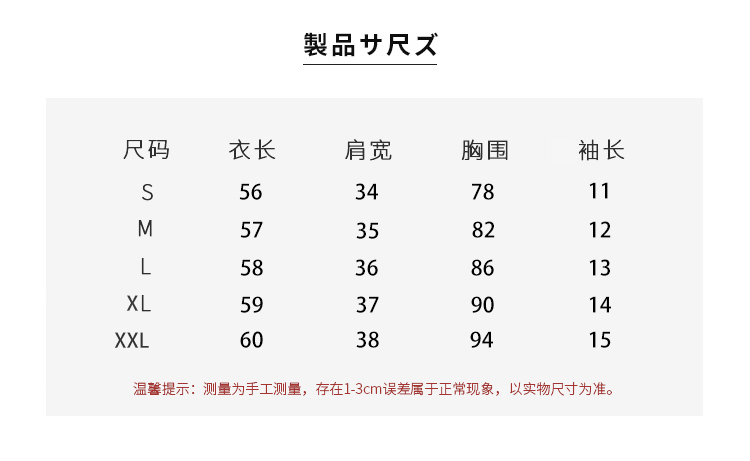 製品サ尺ズ
尺码 衣长 肩宽 胸围 袖长
S 56 34 78 11
M 57 35 82 12
L 58 36 86 13
XL 59 37 90 14
XXL 60 38 94 15
温馨提示：测量为手工测量，存在1-3cm误差属于正常现象，以实物尺寸为准。